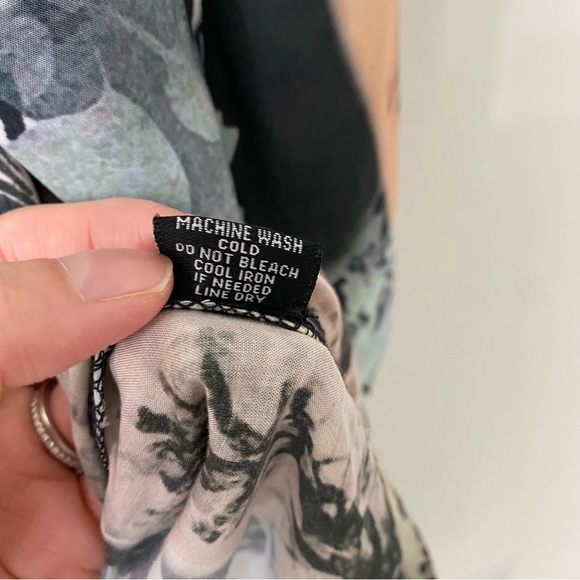 MACHINE WASH
COLD
DO NOT BLEACH
COOL IRON
IF NEEDED
LINE DRY